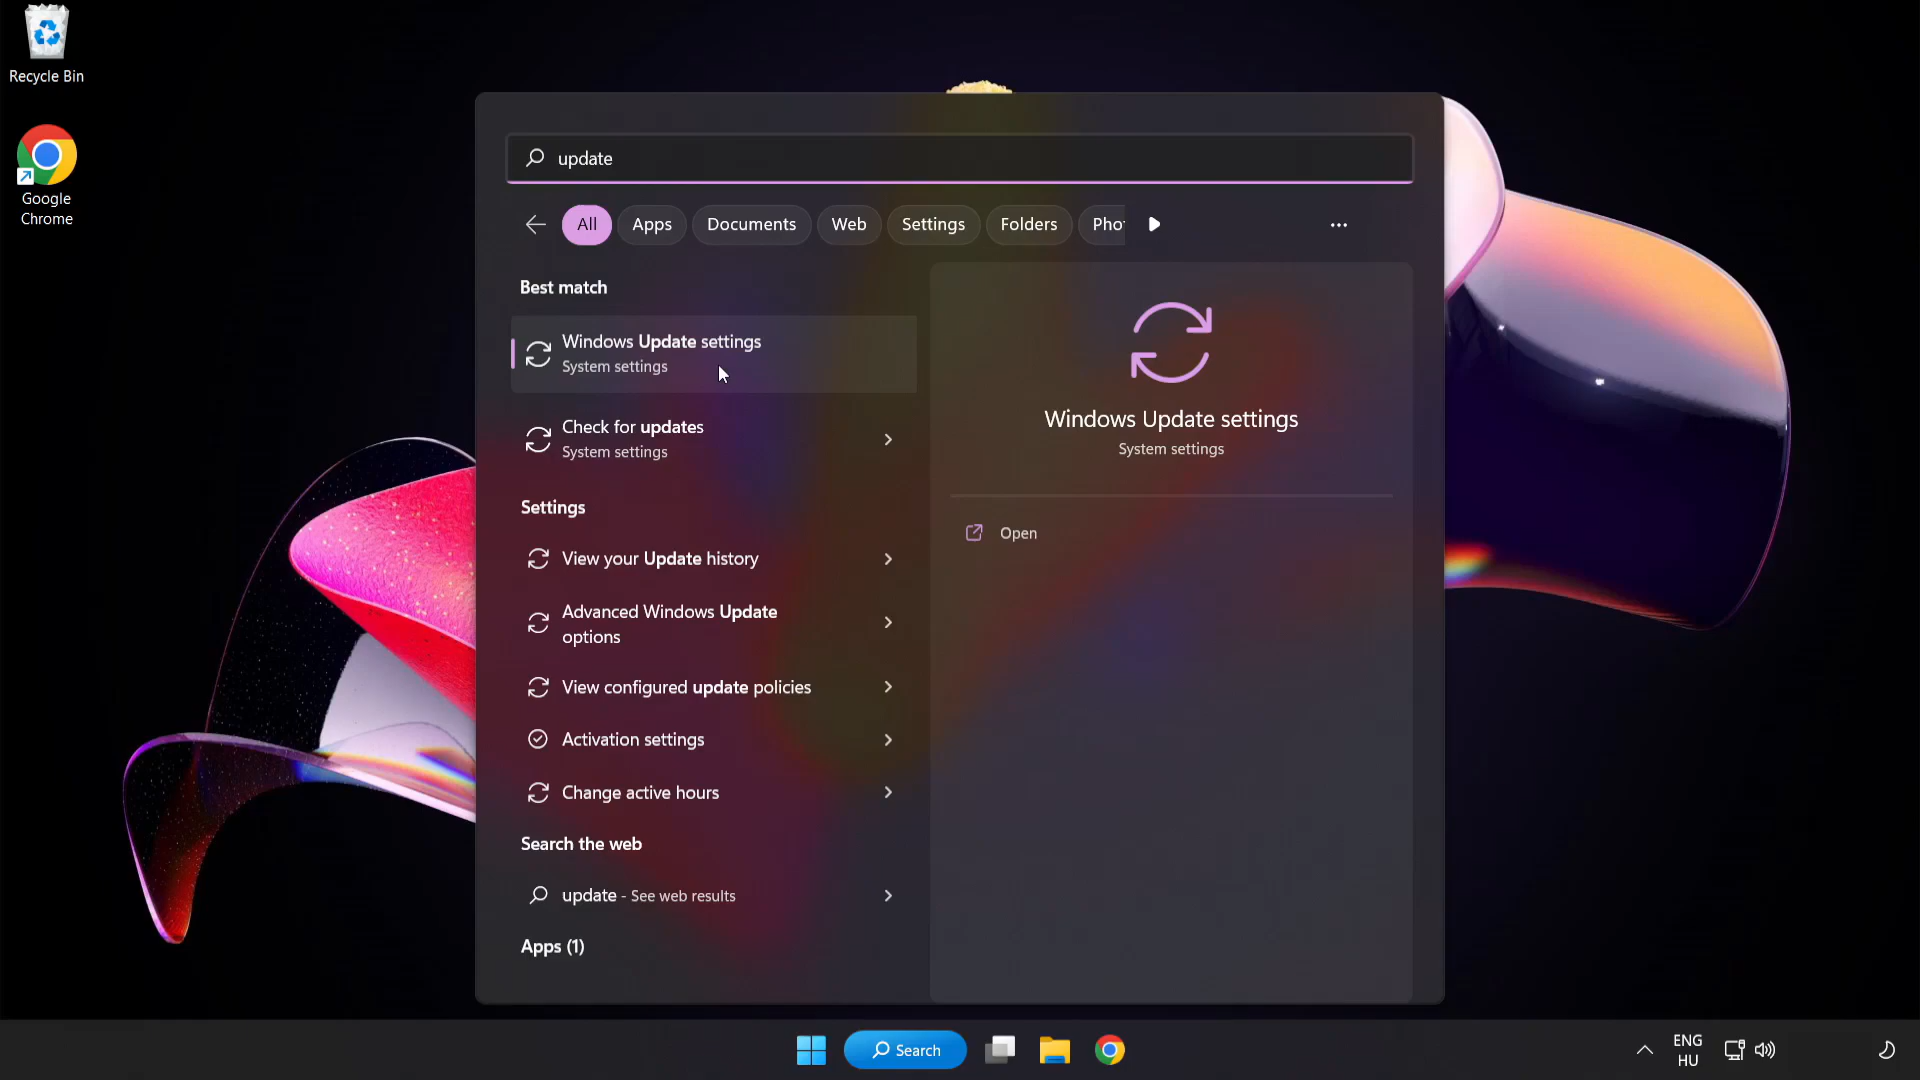 Recycle Bin
Google
Chrome
update
All
Apps
Documents
Web
Settings
Folders
Pho
Best match
Windows Update settings
System settings
Check for updates
System settings
Settings
View your Update history
Advanced Windows Update
options
View configured update policies
Activation settings
Change active hours
Search the web
update - See web results
Apps (1)
Windows Update settings
System settings
Open
Search
ENG
HU